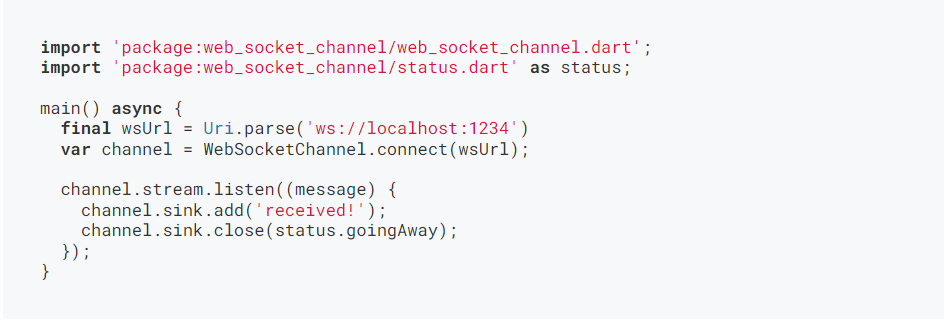 import 'package:web_socket_channel/web_socket_channel.dart';
import 'package:web_socket_channel/status.dart' as status;
main() async {
final wsUrl = Uri.parse('ws://localhost:1234')
var channel = WebSocketChannel.connect(wsUrl);
channel.stream.listen((message) {
channel.sink.add('received!');
channel.sink.close(status.goingAway);
});
}